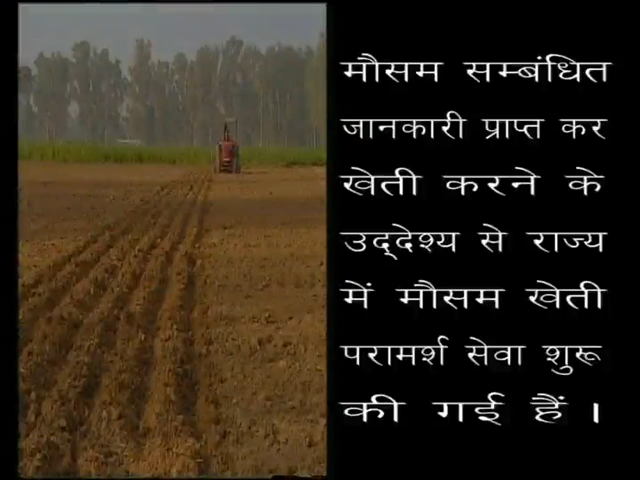 मौसम सम्बंधित
जानकारी प्राप्त कर
खेती करने के
उद्देश्य से राज्य
में मौसम खेती
परामर्श सेवा शुरू
की गई हैं ।